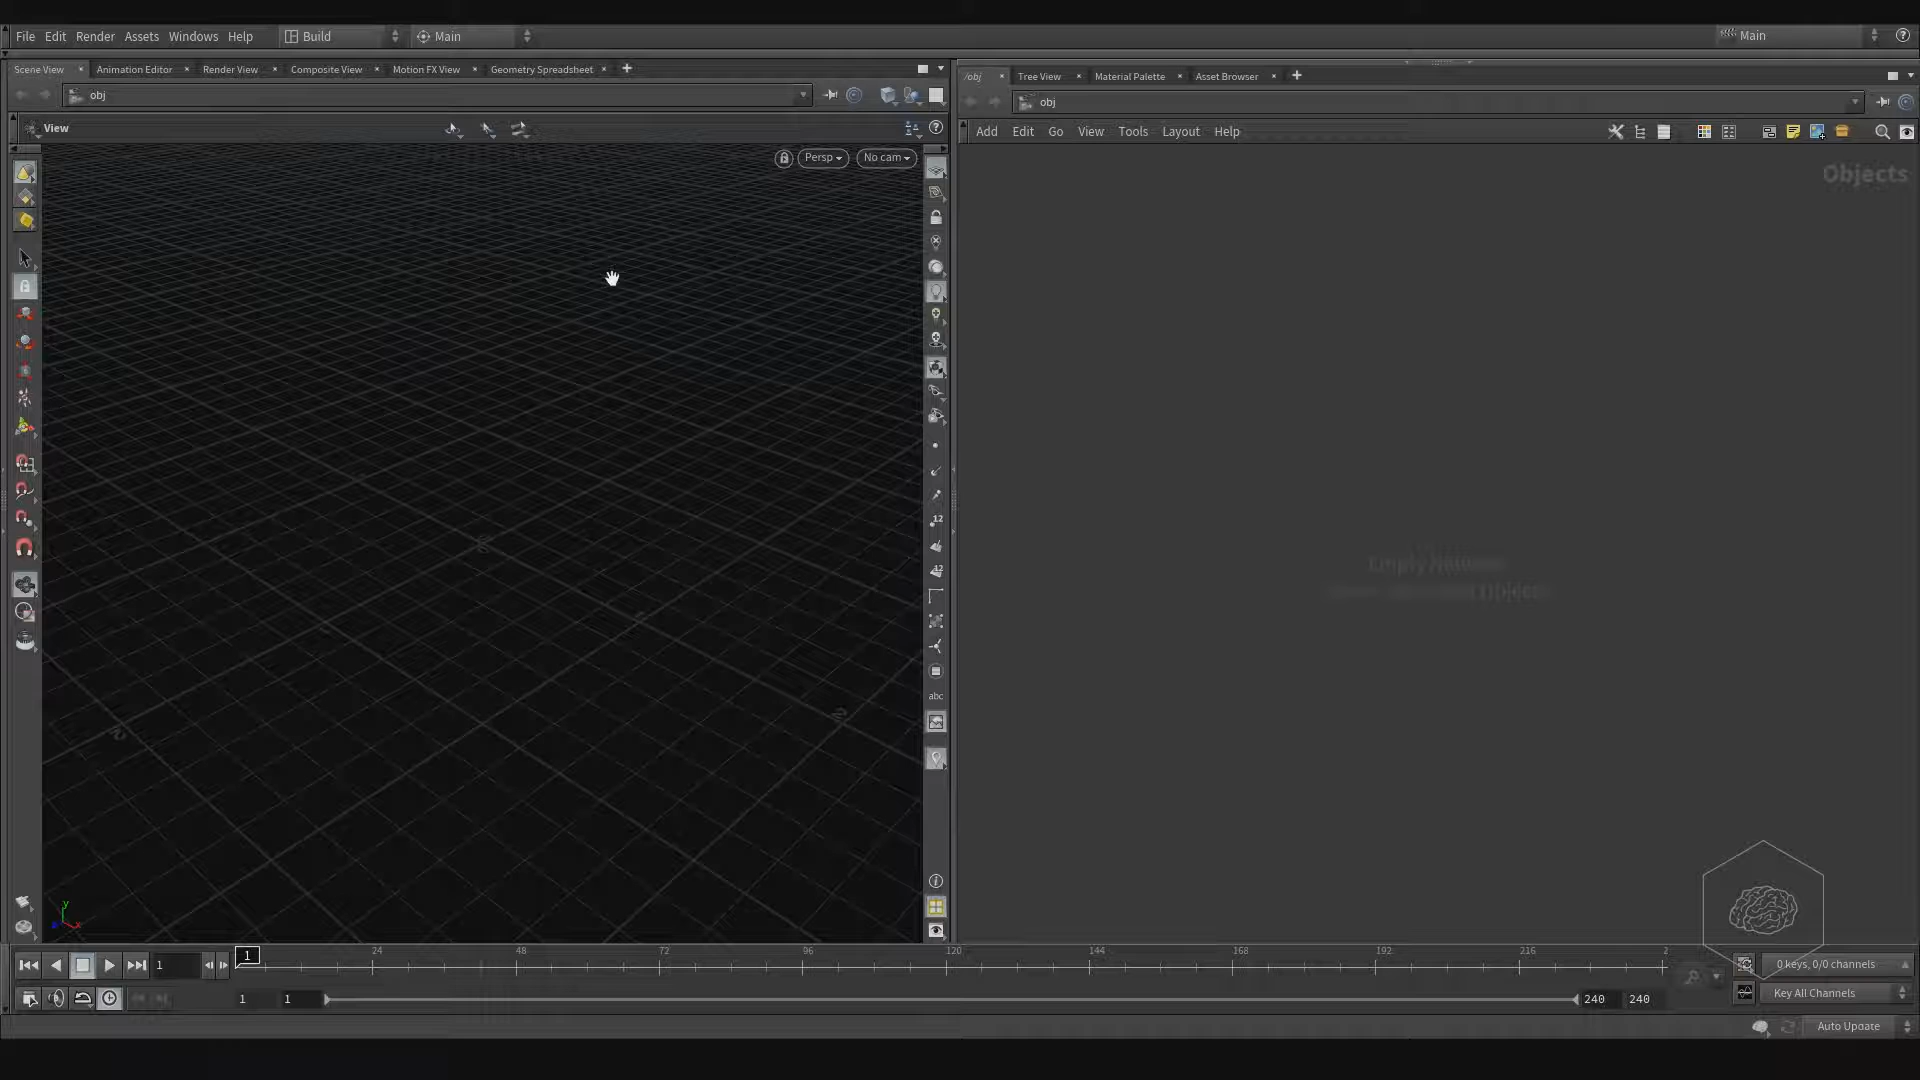 File Edit Render Assets Windows Help Build Main Main
Scene View Animation Editor Render View Composite View Motion FX View Geometry Spreadsheet
/obj Tree View Material Palette Asset Browser
obj
obj
View
Add Edit Go View Tools Layout Help
Persp No cam
Objects
12
12
abc
y
x
1 1 24 48 72 96 120 144 168 192 216 2
0 keys, 0/0 channels
1 1 240 240
Key All Channels
Auto Update